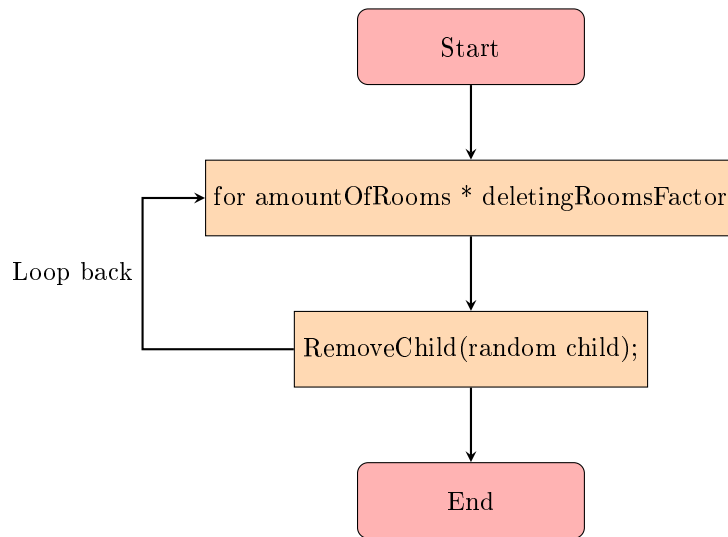 Start
for amountOfRooms * deletingRoomsFactor
Loop back
RemoveChild(random child);
End